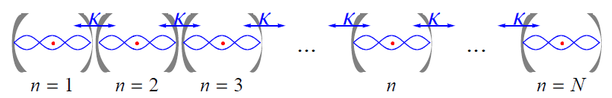 K K K K K K
... ...
n = 1 n = 2 n = 3 n n = N